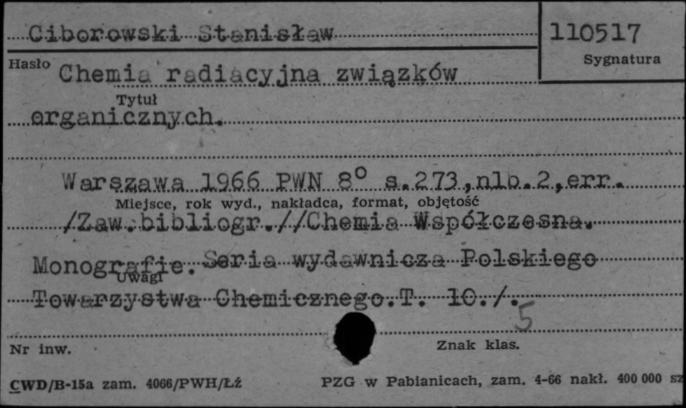 Ciborowski Stanisław
110517
Hasło
Sygnatura
Chemia radiacyjna związków
Tytuł
organicznych.
Warszawa 1966 PWN 8° s.273,nlb.2,err.
Miejsce, rok wyd., nakładca, format, objętość
/Zaw.bibliogr.//Chemia Współczesna.
Monografie. Seria wydawnicza Polskiego
Uwagi
Towarzystwa Chemicznego.T. 10./.
5
Nr inw.
Znak klas.
CWD/B-15a zam. 4066/PWH/Łź
PZG w Pabianicach, zam. 4-66 nakł. 400 000 sz